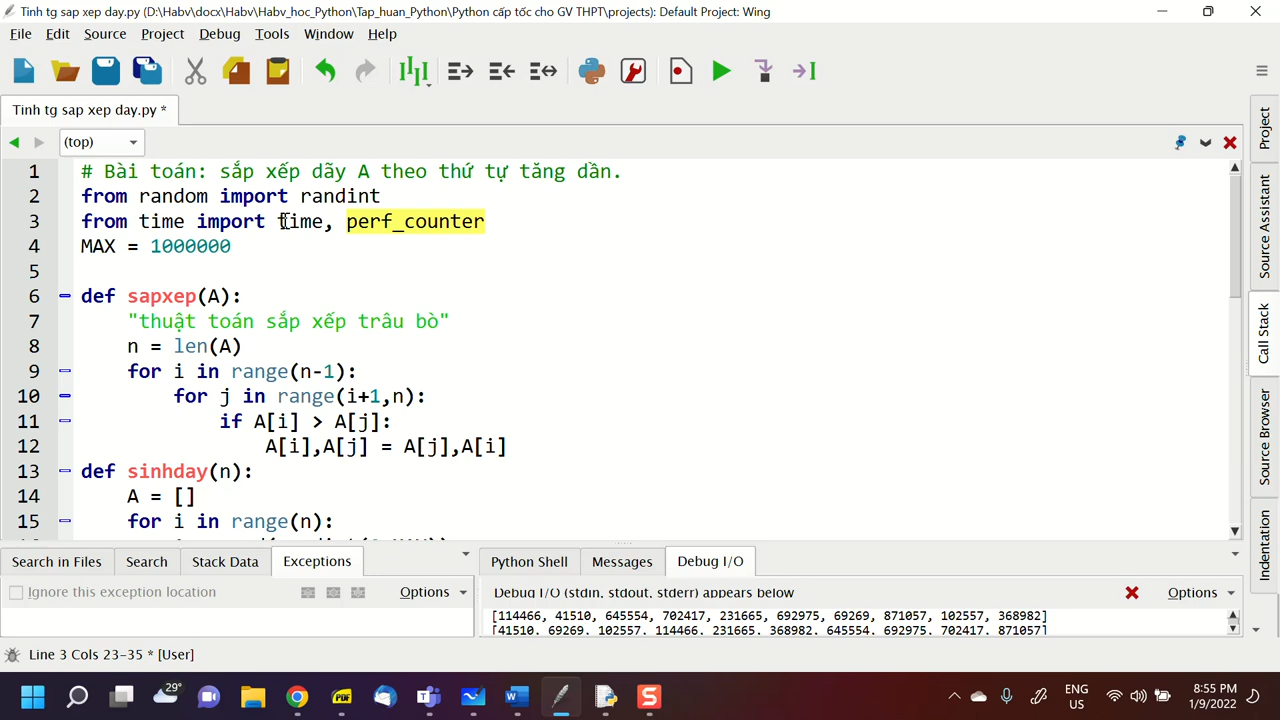 Tinh tg sap xep day.py (D:\Habv\docx\Habv\Habv_hoc_Python\Tap_huan_Python\Python cấp tốc cho GV THPT\projects): Default Project: Wing
File Edit Source Project Debug Tools Window Help
Tinh tg sap xep day.py *
(top)
1 # Bài toán: sắp xếp dãy A theo thứ tự tăng dần.
2 from random import randint
3 from time import time, perf_counter
4 MAX = 1000000
5
6 def sapxep(A):
7 "thuật toán sắp xếp trâu bò"
8 n = len(A)
9 for i in range(n-1):
10 for j in range(i+1,n):
11 if A[i] > A[j]:
12 A[i],A[j] = A[j],A[i]
13 def sinhday(n):
14 A = []
15 for i in range(n):
Project
Source Assistant
Call Stack
Source Browser
Indentation
Search in Files Search Stack Data Exceptions
Ignore this exception location Options
Python Shell Messages Debug I/O
Debug I/O (stdin, stdout, stderr) appears below Options
[114466, 41510, 645554, 702417, 231665, 692975, 69269, 871057, 102557, 368982]
[41510, 69269, 102557, 114466, 231665, 368982, 645554, 692975, 702417, 871057]
Line 3 Cols 23-35 * [User]
29°
ENG
US
8:55 PM
1/9/2022